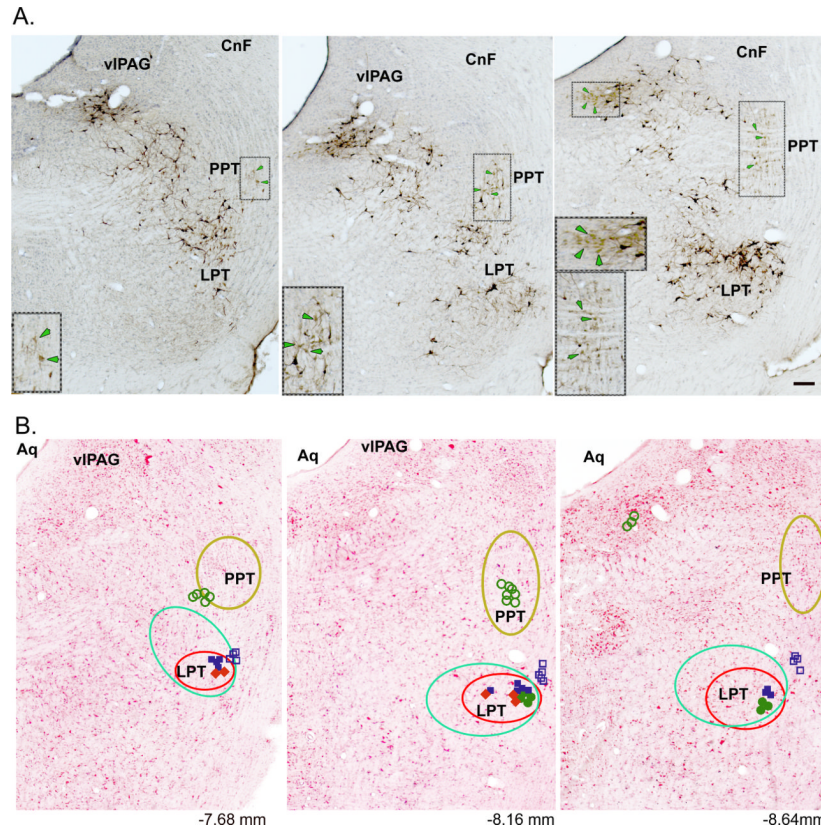 A.
CnF
vlPAG
PPT
LPT
CnF
vlPAG
PPT
LPT
CnF
PPT
LPT
B.
Aq
vlPAG
PPT
LPT
-7.68 mm
Aq
vlPAG
PPT
LPT
-8.16 mm
Aq
PPT
LPT
-8.64mm